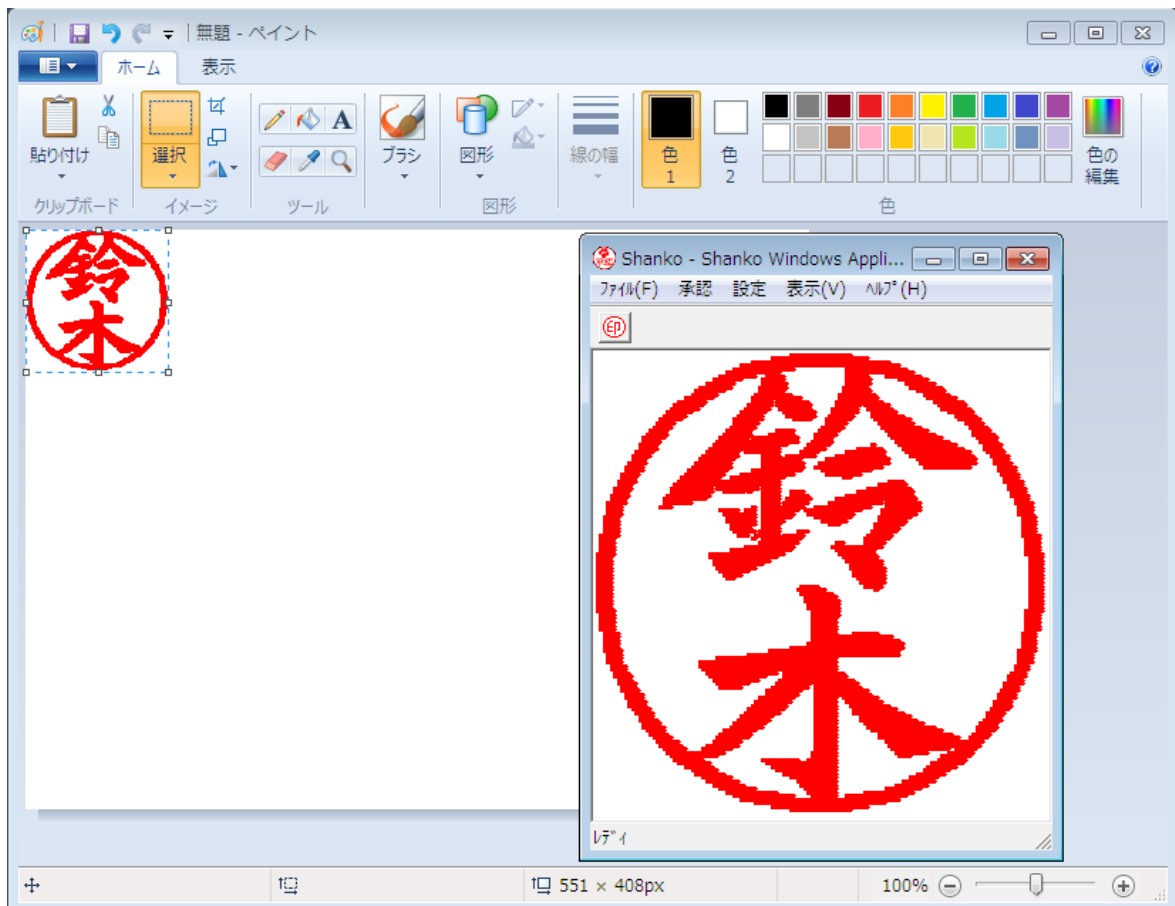 無題 - ペイント
ホーム 表示
貼り付け
選択
A
ブラシ
図形
線の幅
色
1
色
2
色の
編集
クリップボード
イメージ
ツール
図形
色
鈴
木
Shanko - Shanko Windows Appli...
ﾌｧｲﾙ(F) 承認 設定 表示(V) ﾍﾙﾌﾟ(H)
印
鈴
木
ﾚﾃﾞｨ
551 × 408px
100%